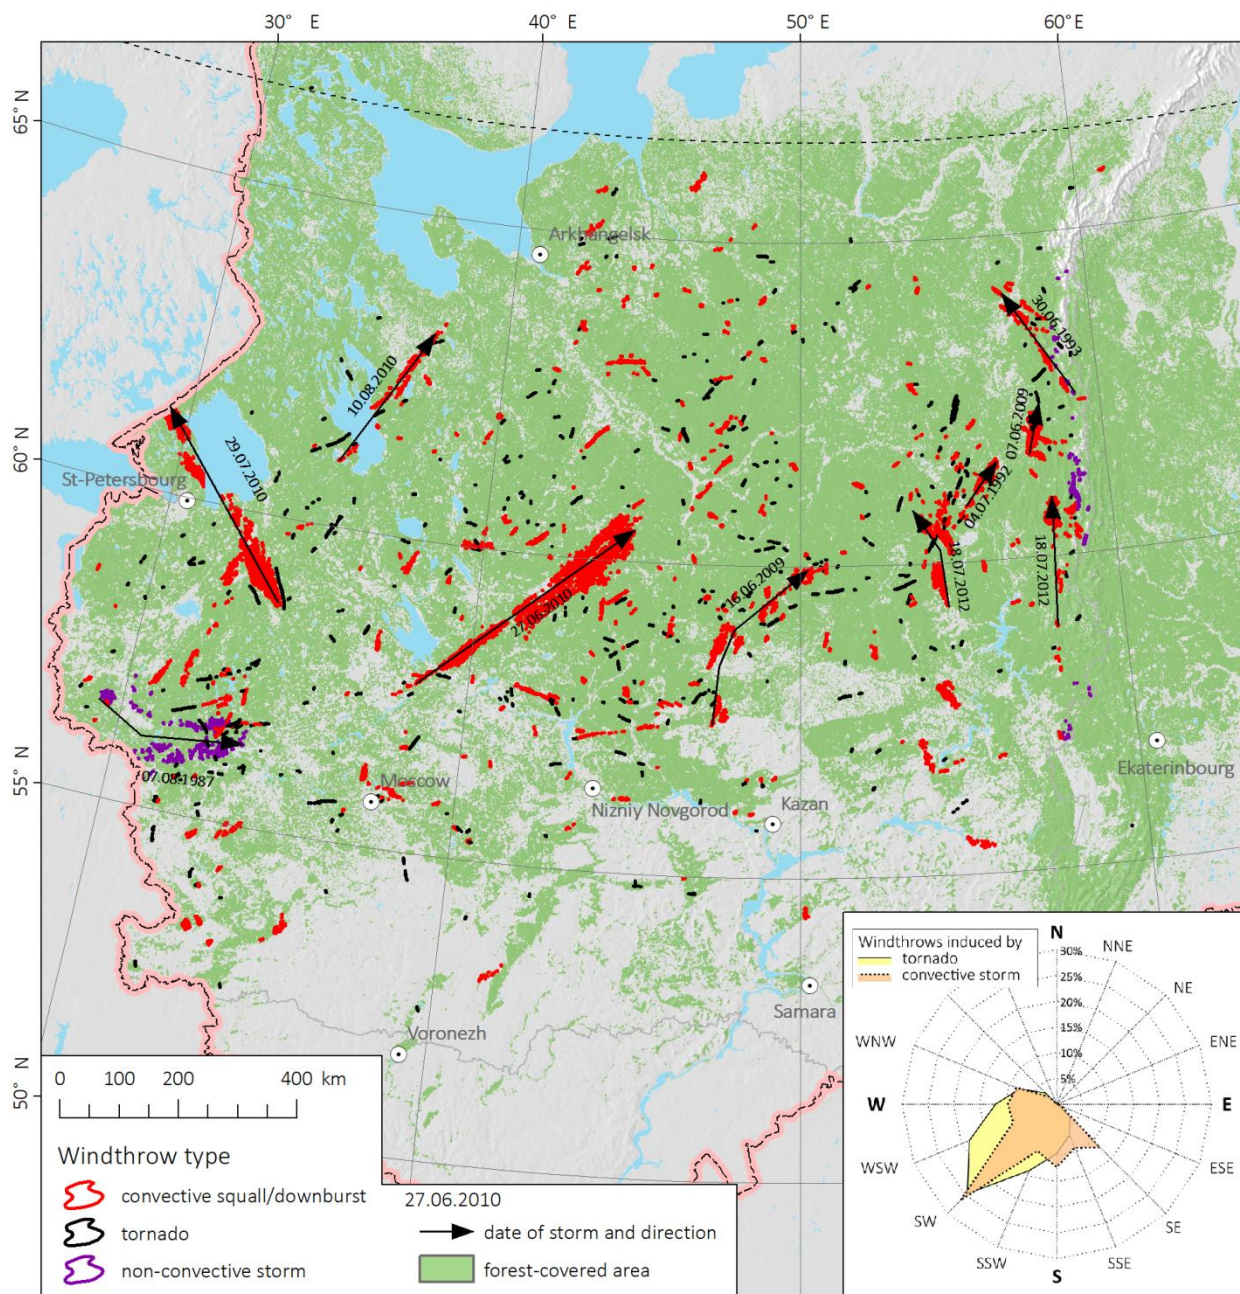 30° E
40° E
50° E
60° E
65° N
60° N
55° N
50° N
Arkhangelsk
30.06.1993
10.08.2010
07.06.2009
29.07.2010
St-Petersbourg
04.07.1992
18.07.2012
18.07.2012
16.06.2009
27.06.2010
07.08.1987
Moscow
Ekaterinbourg
Nizniy Novgorod
Kazan
Samara
Voronezh
0 100 200 400 km
Windthrow type
convective squall/downburst
tornado
non-convective storm
27.06.2010
date of storm and direction
forest-covered area
Windthrows induced by
tornado
convective storm
N
NNE
NE
ENE
E
ESE
SE
SSE
S
SSW
SW
WSW
W
WNW
30%
25%
20%
15%
10%
5%